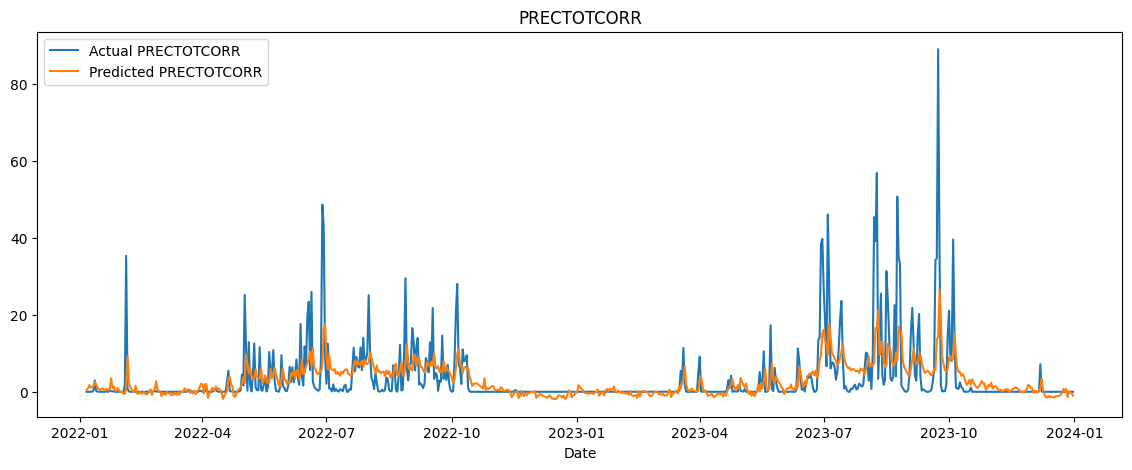 PRECTOTCORR
Actual PRECTOTCORR
Predicted PRECTOTCORR
80
60
40
20
0
2022-01 2022-04 2022-07 2022-10 2023-01 2023-04 2023-07 2023-10 2024-01
Date